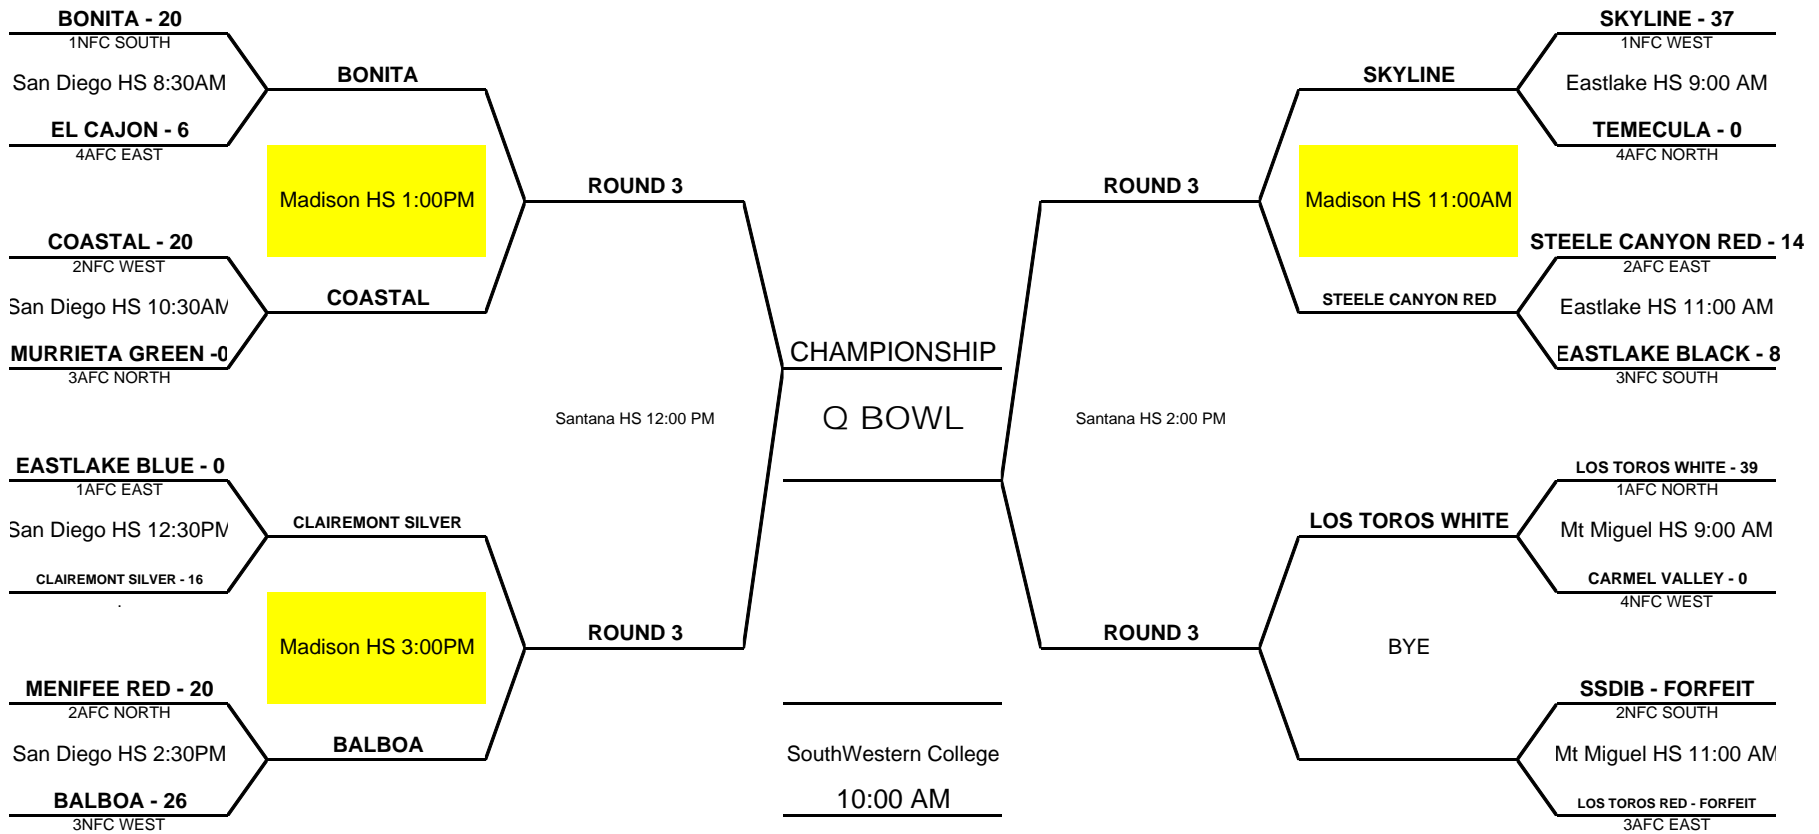 BONITA - 20
1NFC SOUTH
San Diego HS 8:30AM
EL CAJON - 6
4AFC EAST
BONITA
Madison HS 1:00PM
COASTAL - 20
2NFC WEST
San Diego HS 10:30AM
MURRIETA GREEN -0
3AFC NORTH
COASTAL
ROUND 3
Santana HS 12:00 PM
EASTLAKE BLUE - 0
1AFC EAST
San Diego HS 12:30PM
CLAIREMONT SILVER - 16
.
CLAIREMONT SILVER
Madison HS 3:00PM
MENIFEE RED - 20
2AFC NORTH
San Diego HS 2:30PM
BALBOA - 26
3NFC WEST
BALBOA
ROUND 3
CHAMPIONSHIP
Q BOWL
SouthWestern College
10:00 AM
ROUND 3
Santana HS 2:00 PM
ROUND 3
SKYLINE
Madison HS 11:00AM
STEELE CANYON RED
SKYLINE - 37
1NFC WEST
Eastlake HS 9:00 AM
TEMECULA - 0
4AFC NORTH
STEELE CANYON RED - 14
2AFC EAST
Eastlake HS 11:00 AM
EASTLAKE BLACK - 8
3NFC SOUTH
LOS TOROS WHITE
BYE
LOS TOROS WHITE - 39
1AFC NORTH
Mt Miguel HS 9:00 AM
CARMEL VALLEY - 0
4NFC WEST
SSDIB - FORFEIT
2NFC SOUTH
Mt Miguel HS 11:00 AM
LOS TOROS RED - FORFEIT
3AFC EAST